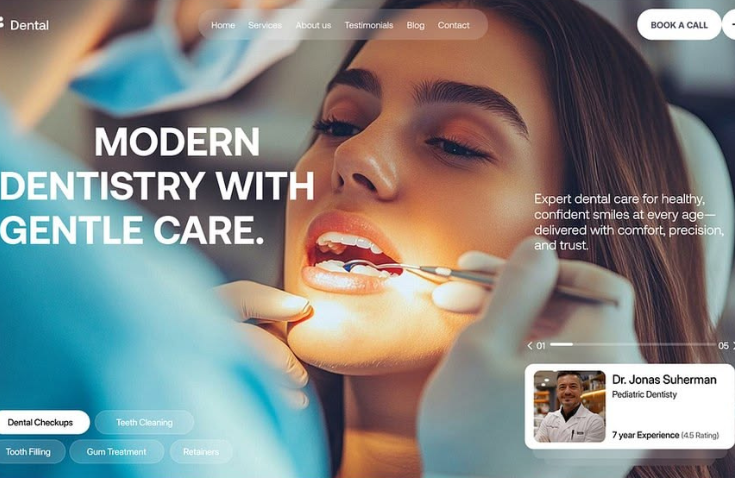 Dental
Home Services About us Testimonials Blog Contact
BOOK A CALL
MODERN
DENTISTRY WITH
GENTLE CARE.
Expert dental care for healthy,
confident smiles at every age—
delivered with comfort, precision,
and trust.
01 05
Dr. Jonas Suherman
Pediatric Dentisty
7 year Experience (4.5 Rating)
Dental Checkups Teeth Cleaning
Tooth Filling Gum Treatment Retainers